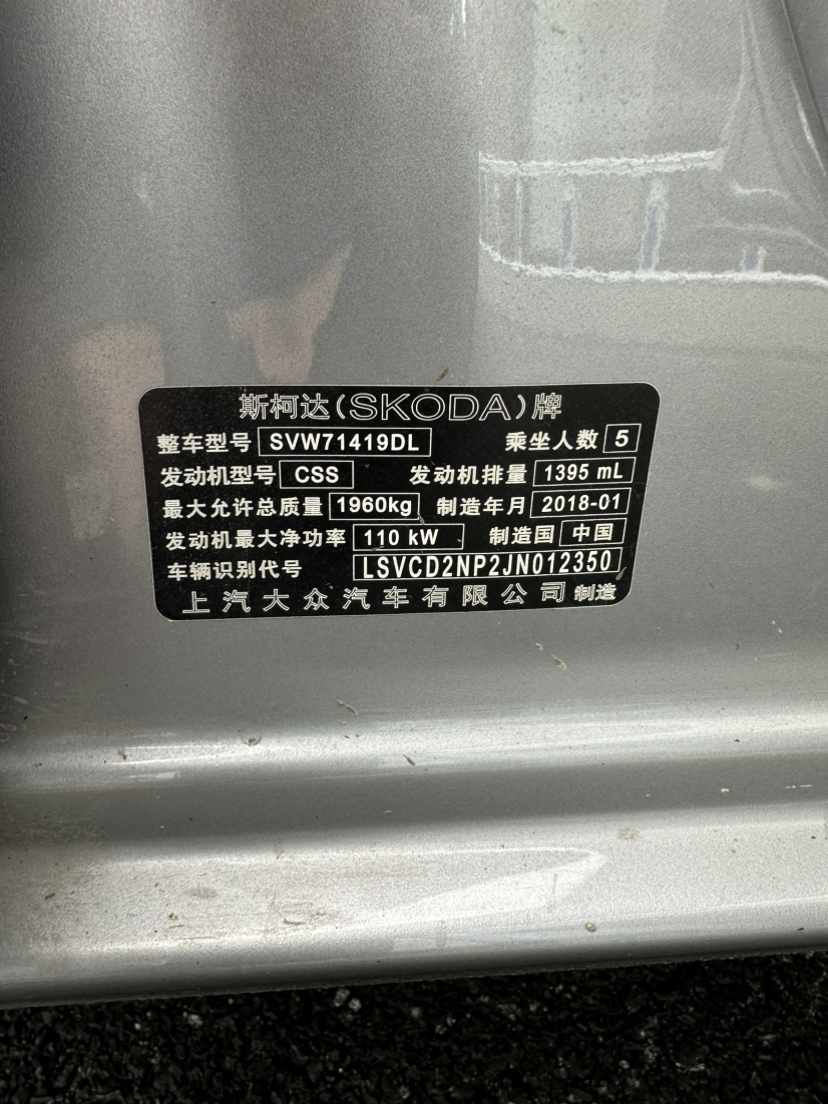 斯柯达(SKODA)牌
整车型号 SVW71419DL 乘坐人数 5
发动机型号 CSS 发动机排量 1395 mL
最大允许总质量 1960kg 制造年月 2018-01
发动机最大净功率 110 kW 制造国 中国
车辆识别代号 LSVCD2NP2JN012350
上汽大众汽车有限公司 制造